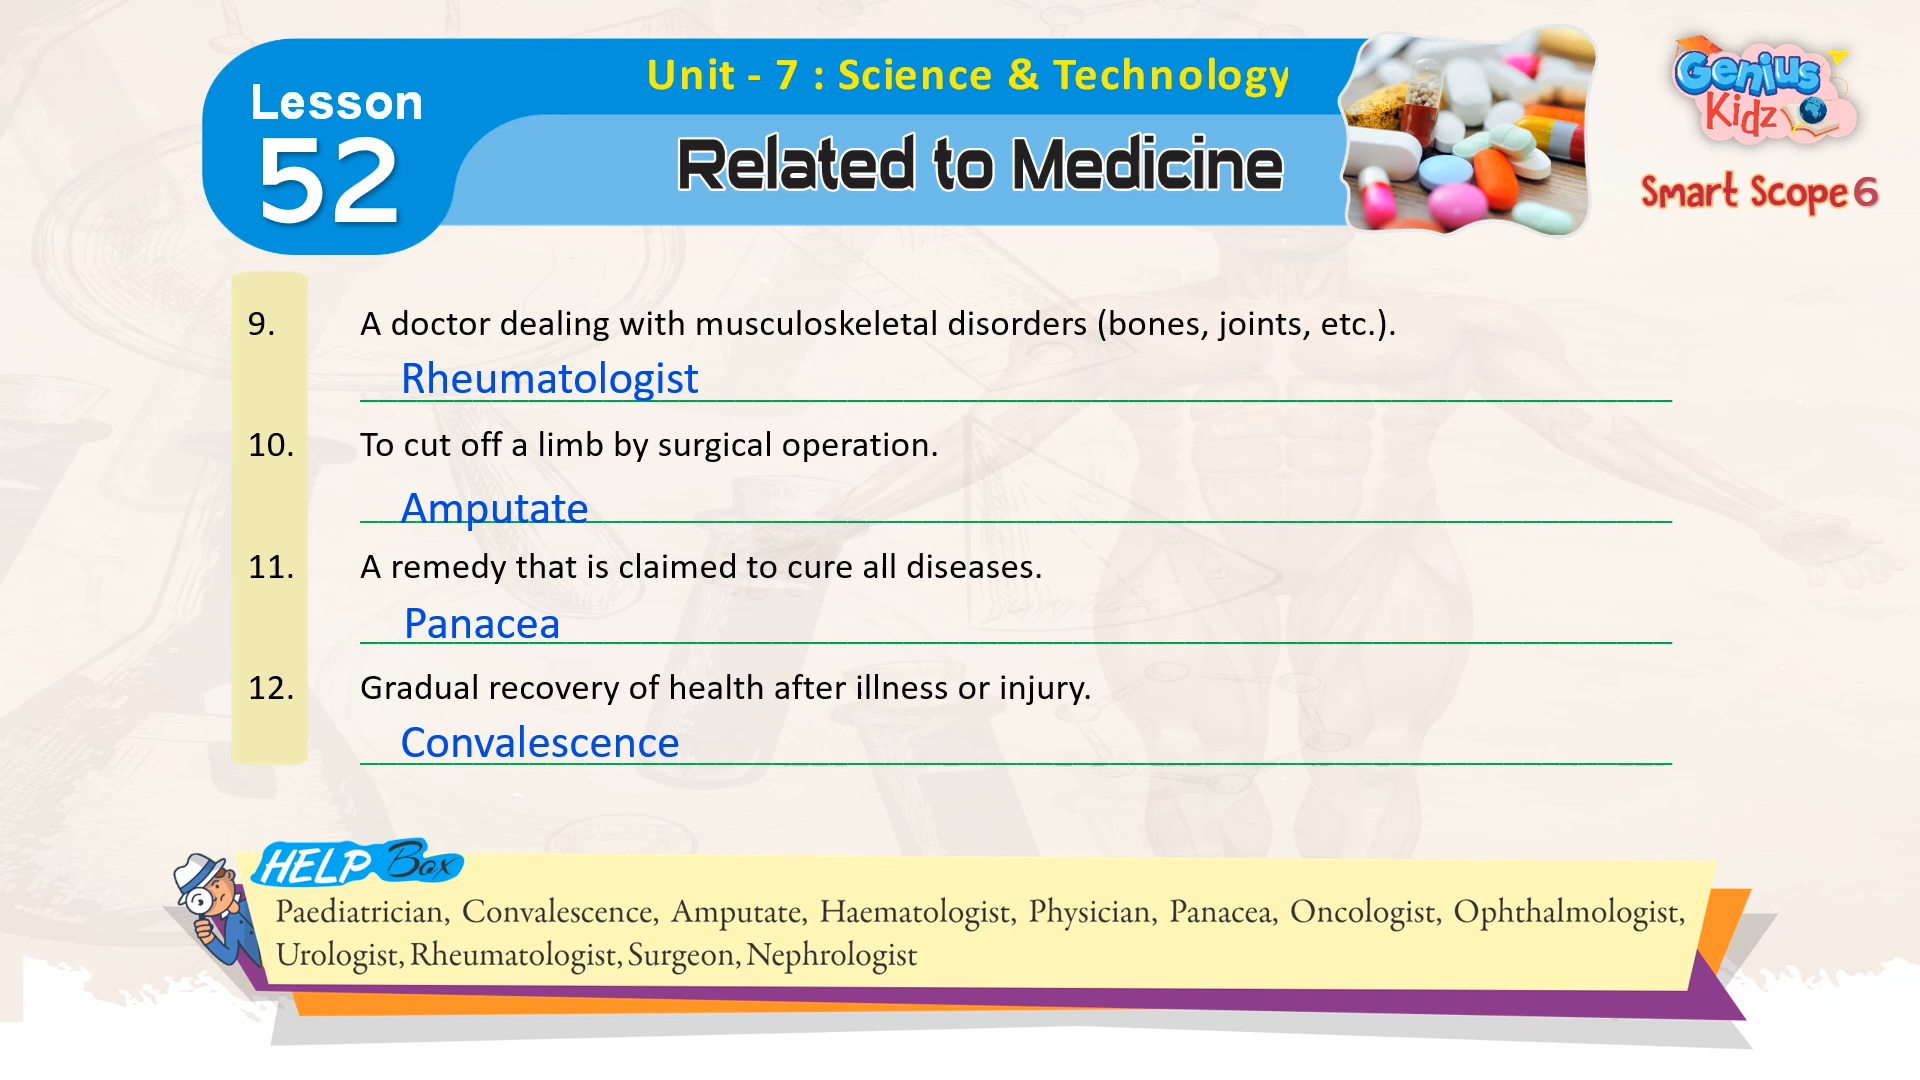 Lesson
52
Unit - 7 : Science & Technology
Related to Medicine
Genius
Kidz
Smart Scope 6
9. A doctor dealing with musculoskeletal disorders (bones, joints, etc.).
Rheumatologist
10. To cut off a limb by surgical operation.
Amputate
11. A remedy that is claimed to cure all diseases.
Panacea
12. Gradual recovery of health after illness or injury.
Convalescence
HELP Box
Paediatrician, Convalescence, Amputate, Haematologist, Physician, Panacea, Oncologist, Ophthalmologist,
Urologist, Rheumatologist, Surgeon, Nephrologist